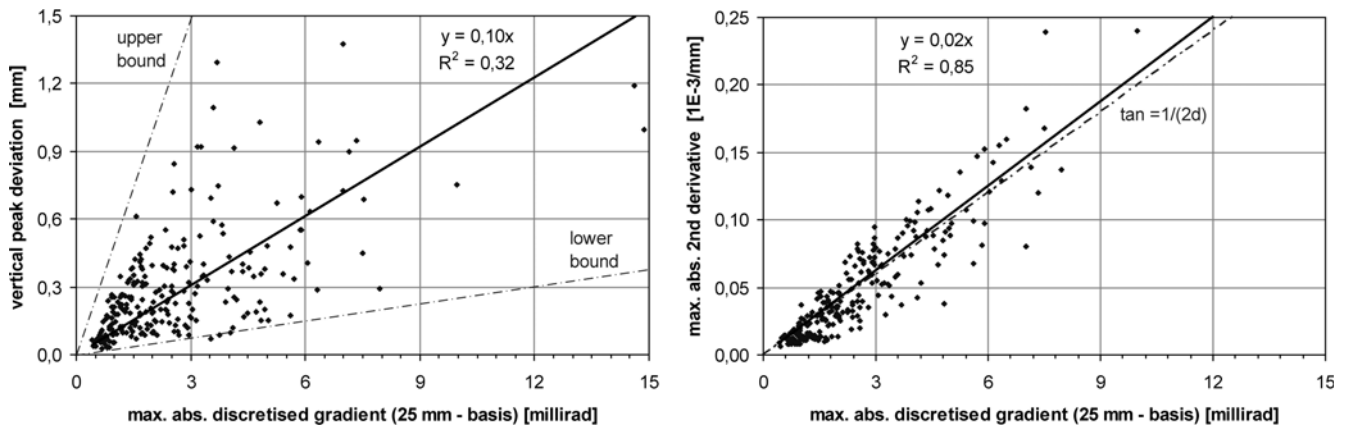 1,5
1,2
0,9
0,6
0,3
0,0
vertical peak deviation [mm]
upper
bound
y = 0,10x
R² = 0,32
lower
bound
0 3 6 9 12 15
max. abs. discretised gradient (25 mm - basis) [millirad]
0,25
0,20
0,15
0,10
0,05
0,00
max. abs. 2nd derivative [1E-3/mm]
y = 0,02x
R² = 0,85
tan =1/(2d)
0 3 6 9 12 15
max. abs. discretised gradient (25 mm - basis) [millirad]